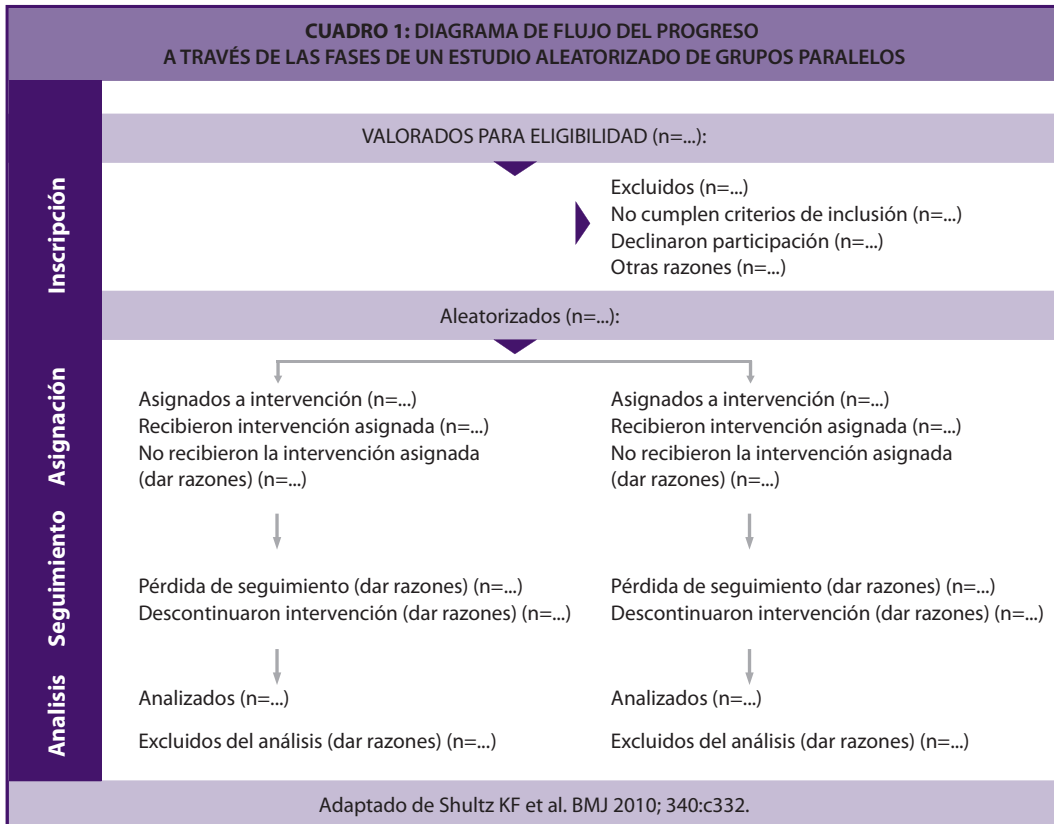 CUADRO 1: DIAGRAMA DE FLUJO DEL PROGRESO
A TRAVÉS DE LAS FASES DE UN ESTUDIO ALEATORIZADO DE GRUPOS PARALELOS
Inscripción
VALORADOS PARA ELIGIBILIDAD (n=...):
Excluidos (n=...)
No cumplen criterios de inclusión (n=...)
Declinaron participación (n=...)
Otras razones (n=...)
Aleatorizados (n=...):
Asignación
Asignados a intervención (n=...)
Recibieron intervención asignada (n=...)
No recibieron la intervención asignada
(dar razones) (n=...)
Asignados a intervención (n=...)
Recibieron intervención asignada (n=...)
No recibieron la intervención asignada
(dar razones) (n=...)
Seguimiento
Pérdida de seguimiento (dar razones) (n=...)
Descontinuaron intervención (dar razones) (n=...)
Pérdida de seguimiento (dar razones) (n=...)
Descontinuaron intervención (dar razones) (n=...)
Analisis
Analizados (n=...)
Excluidos del análisis (dar razones) (n=...)
Analizados (n=...)
Excluidos del análisis (dar razones) (n=...)
Adaptado de Shultz KF et al. BMJ 2010; 340:c332.